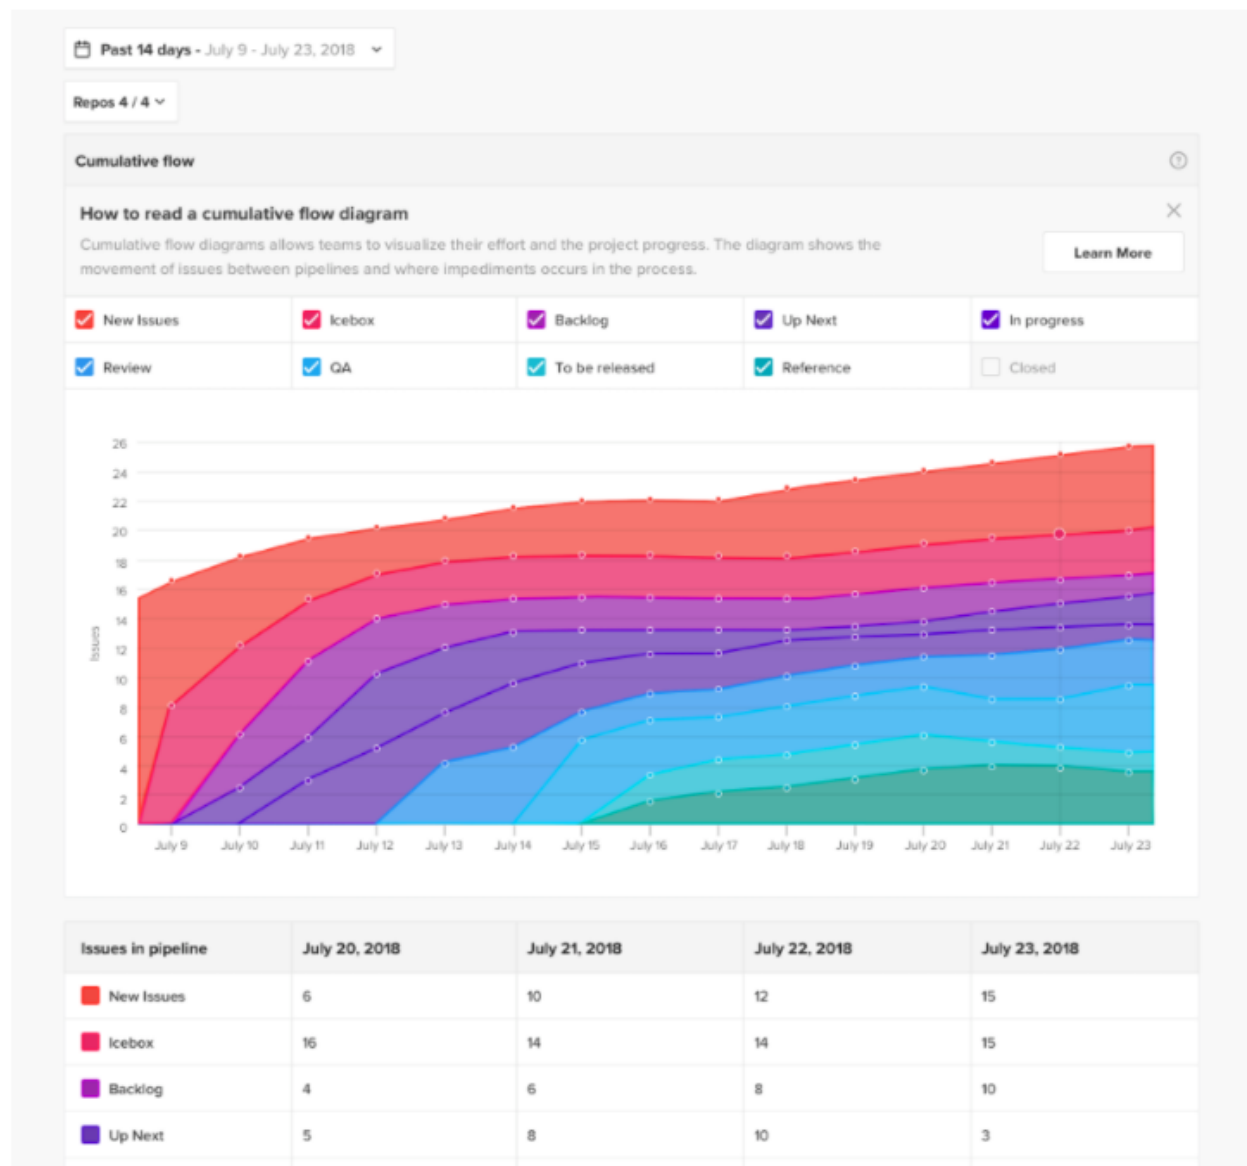 Past 14 days - July 9 - July 23, 2018
Repos 4 / 4
Cumulative flow
How to read a cumulative flow diagram
Cumulative flow diagrams allows teams to visualize their effort and the project progress. The diagram shows the
movement of issues between pipelines and where impediments occurs in the process.
Learn More
New Issues Icebox Backlog Up Next In progress
Review QA To be released Reference Closed
26
24
22
20
18
16
14
12
10
8
6
4
2
0
Issues
July 9 July 10 July 11 July 12 July 13 July 14 July 15 July 16 July 17 July 18 July 19 July 20 July 21 July 22 July 23
Issues in pipeline July 20, 2018 July 21, 2018 July 22, 2018 July 23, 2018
New Issues 6 10 12 15
Icebox 16 14 14 15
Backlog 4 6 8 10
Up Next 5 8 10 3